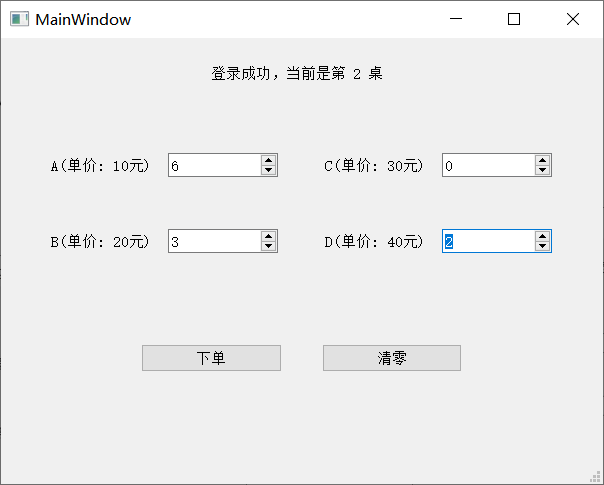 MainWindow
登录成功，当前是第 2 桌
A(单价: 10元) 6 C(单价: 30元) 0
B(单价: 20元) 3 D(单价: 40元) 2
下单 清零